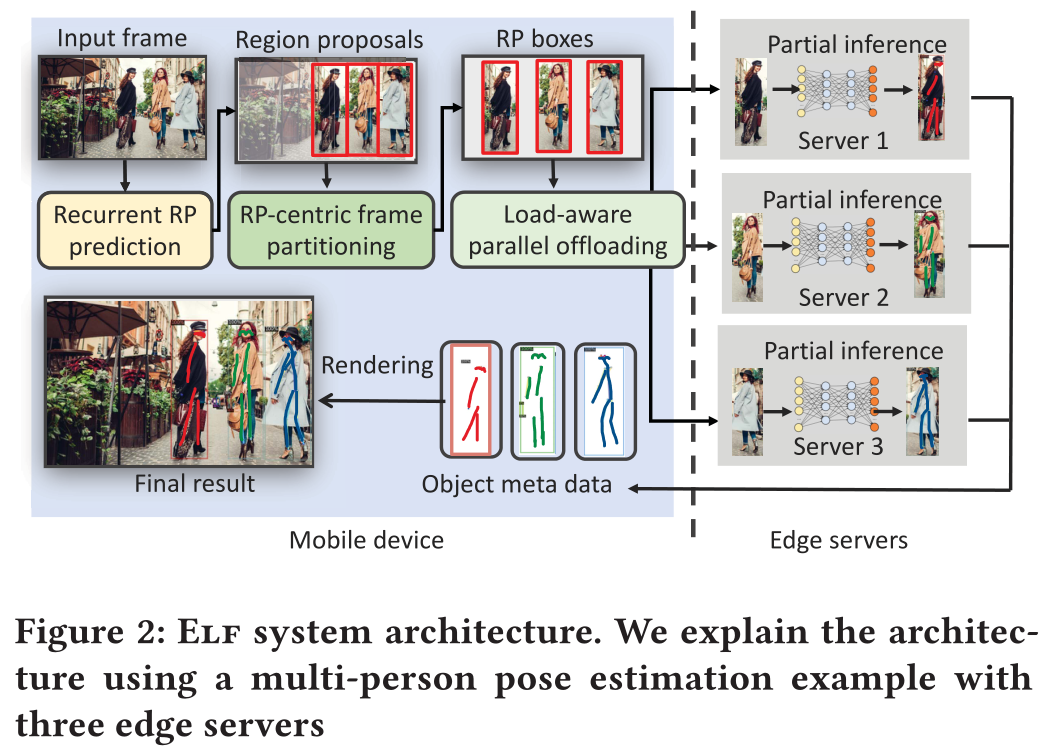 Input frame
Region proposals
RP boxes
Recurrent RP
prediction
RP-centric frame
partitioning
Load-aware
parallel offloading
Partial inference
Server 1
Partial inference
Server 2
Partial inference
Server 3
Rendering
Final result
Object meta data
Mobile device
Edge servers
Figure 2: ELF system architecture. We explain the architec-
ture using a multi-person pose estimation example with
three edge servers